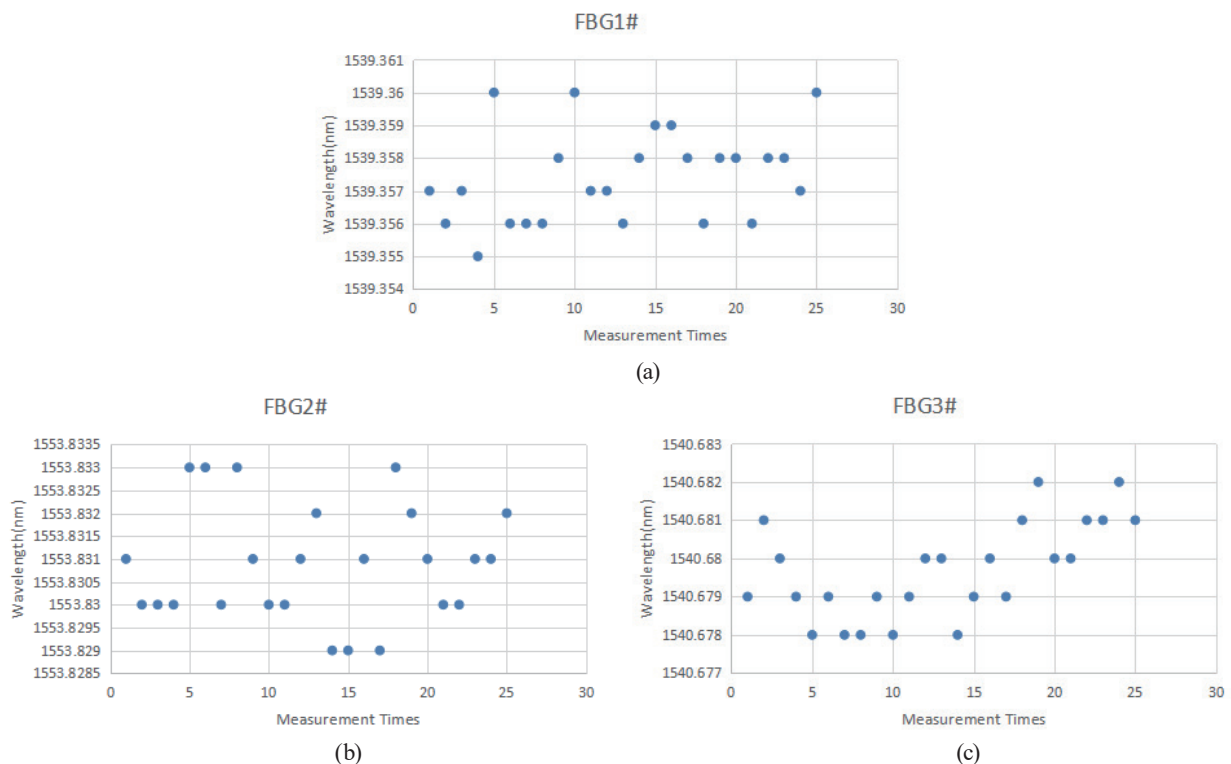 FBG1#
Wavelength(nm)
1539.361
1539.36
1539.359
1539.358
1539.357
1539.356
1539.355
1539.354
0 5 10 15 20 25 30
Measurement Times
(a)
FBG2#
Wavelength(nm)
1553.8335
1553.833
1553.8325
1553.832
1553.8315
1553.831
1553.8305
1553.83
1553.8295
1553.829
1553.8285
0 5 10 15 20 25 30
Measurement Times
(b)
FBG3#
Wavelength(nm)
1540.683
1540.682
1540.681
1540.68
1540.679
1540.678
1540.677
0 5 10 15 20 25 30
Measurement Times
(c)